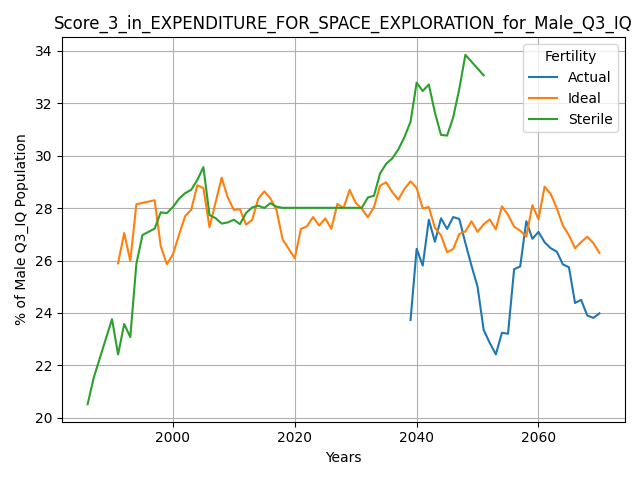 Score_3_in_EXPENDITURE_FOR_SPACE_EXPLORATION_for_Male_Q3_IQ
Fertility
Actual
Ideal
Sterile
% of Male Q3_IQ Population
34
32
30
28
26
24
22
20
2000
2020
2040
2060
Years